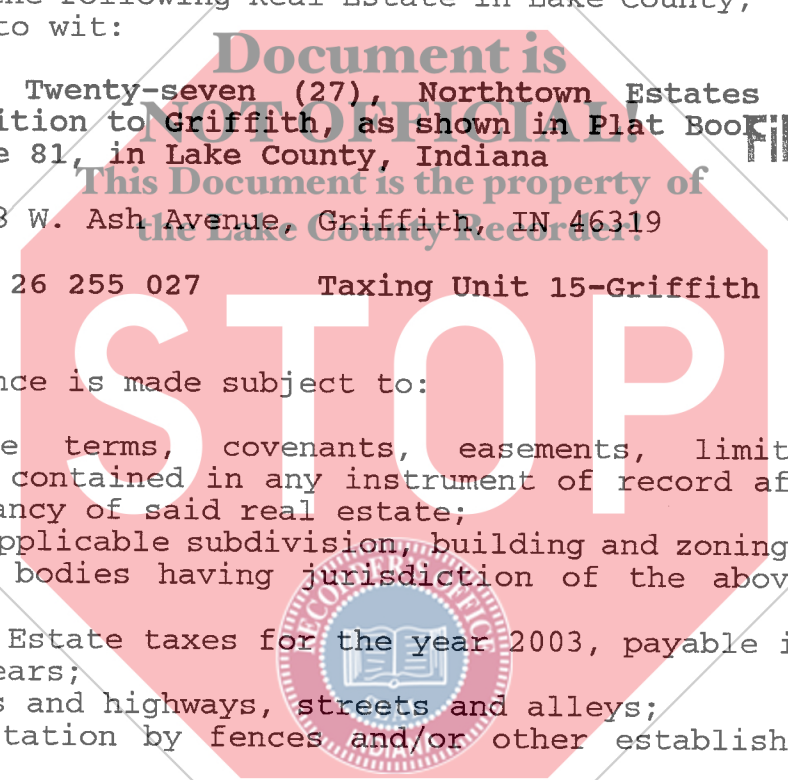 the following Real Estate in Lake County,
to wit:
Document is
Twenty-seven (27), Northtown Estates
NOT OFFICIAL!
ition to Griffith, as shown in Plat Book
Fil
e 81, in Lake County, Indiana
This Document is the property of
W. Ash Avenue, Griffith, IN 46319
the Lake County Recorder!
26 255 027 Taxing Unit 15-Griffith
STOP
nce is made subject to:
e terms, covenants, easements, limit
contained in any instrument of record af
ancy of said real estate;
pplicable subdivision, building and zoning
bodies having jurisdiction of the abov
RECORDER'S OFFICE
Estate taxes for the year 2003, payable i
ears;
s and highways, streets and alleys;
SEAL
tation by fences and/or other establish
INDIANA